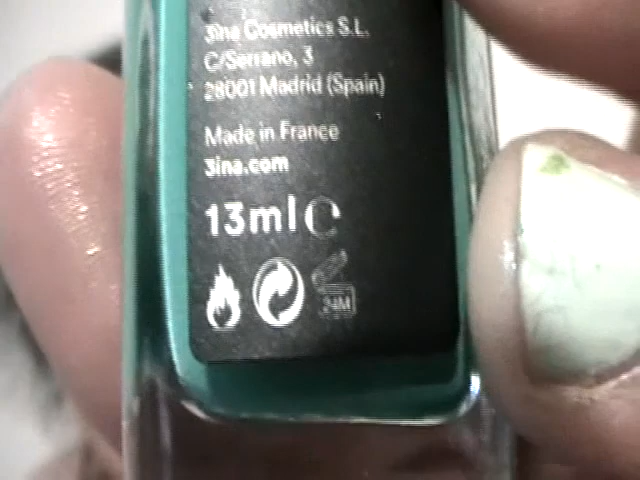 3ina Cosmetics S.L.
C/Serrano, 3
28001 Madrid (Spain)
Made in France
3ina.com
13ml ℮
24M